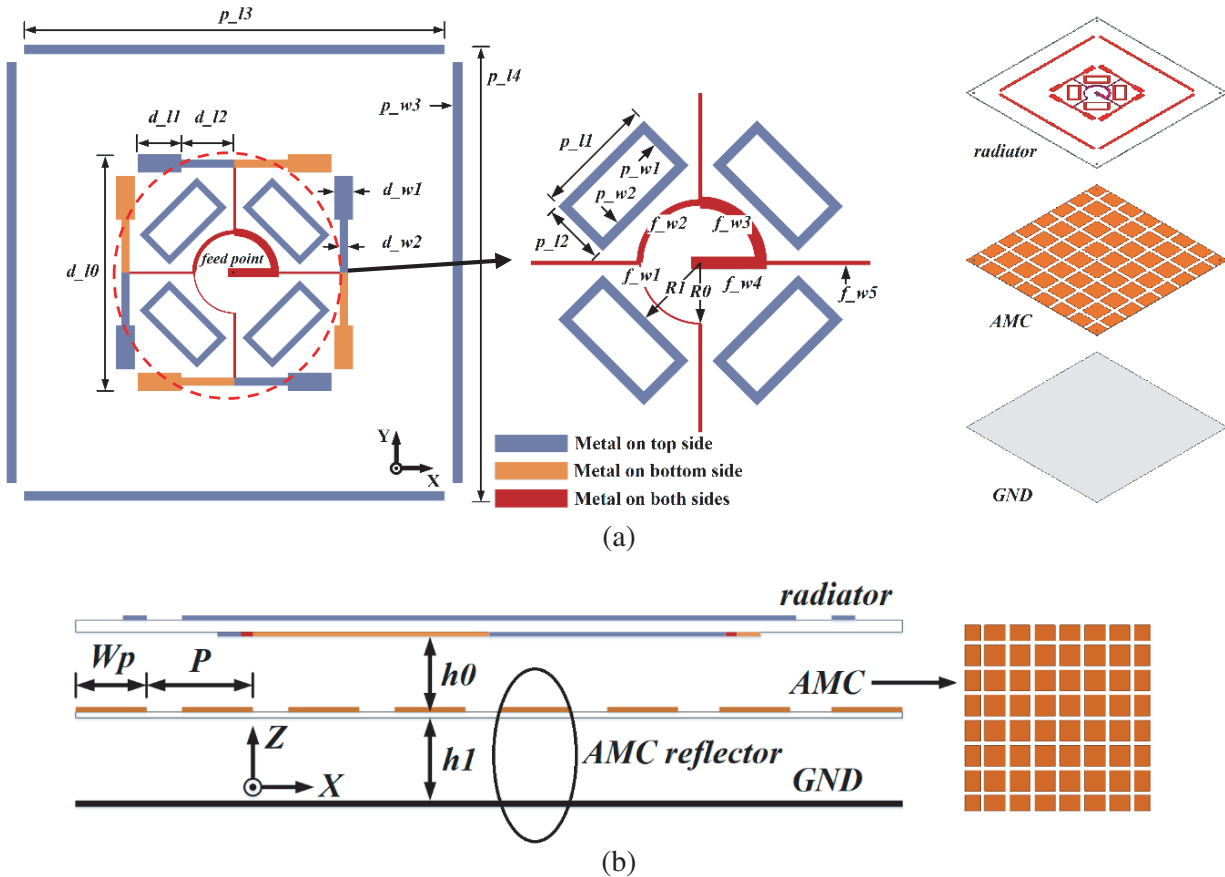 p_l3
p_l4
p_w3
d_l1 d_l2
d_w1
d_w2
d_l0
feed point
Y
X
p_l1
p_w1
p_w2
p_l2
f_w2 f_w3
f_w1
R1 R0
f_w4
f_w5
Metal on top side
Metal on bottom side
Metal on both sides
radiator
AMC
GND
(a)
radiator
Wp P
h0
AMC
Z
X
h1
AMC reflector
GND
(b)